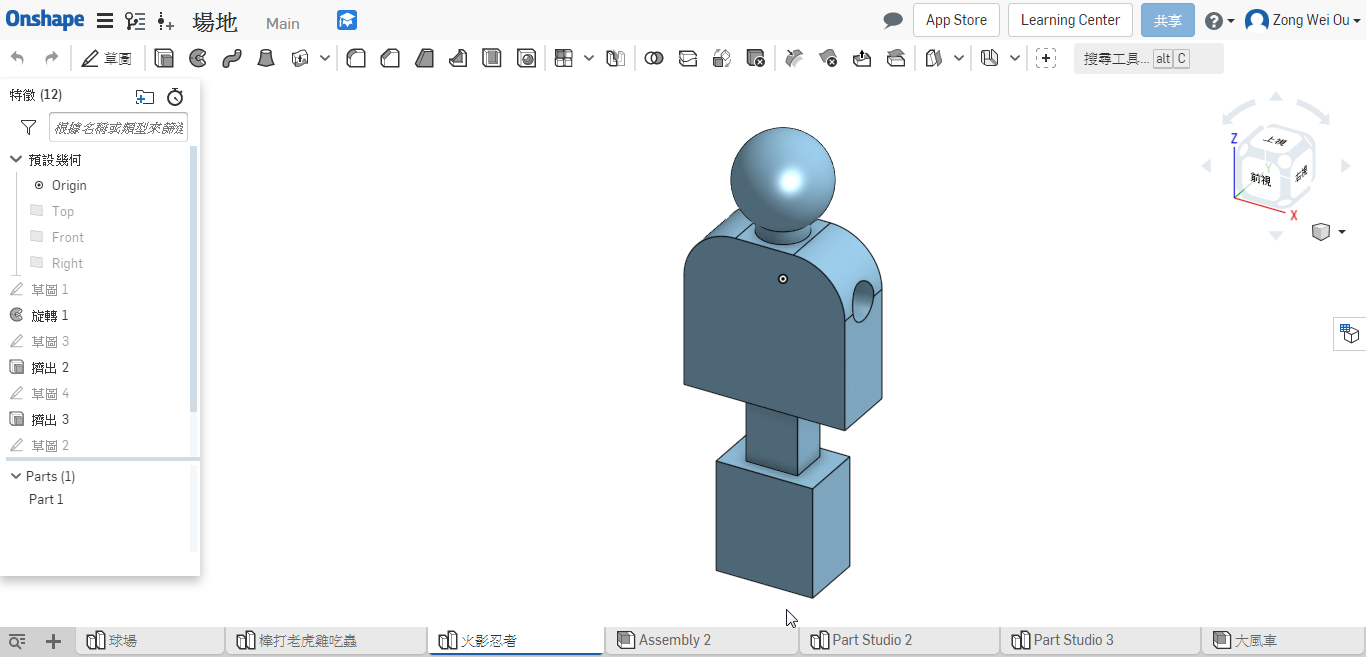 Onshape 場地 Main App Store Learning Center 共享 Zong Wei Ou
草圖 搜尋工具... alt C
特徵 (12)
根據名稱或類型來篩選
預設幾何
Origin
Top
Front
Right
草圖 1
旋轉 1
草圖 3
擠出 2
草圖 4
擠出 3
草圖 2
Parts (1)
Part 1
Z
上視
Y
前視
右視
X
球場 棒打老虎雞吃蟲 火影忍者 Assembly 2 Part Studio 2 Part Studio 3 大風車